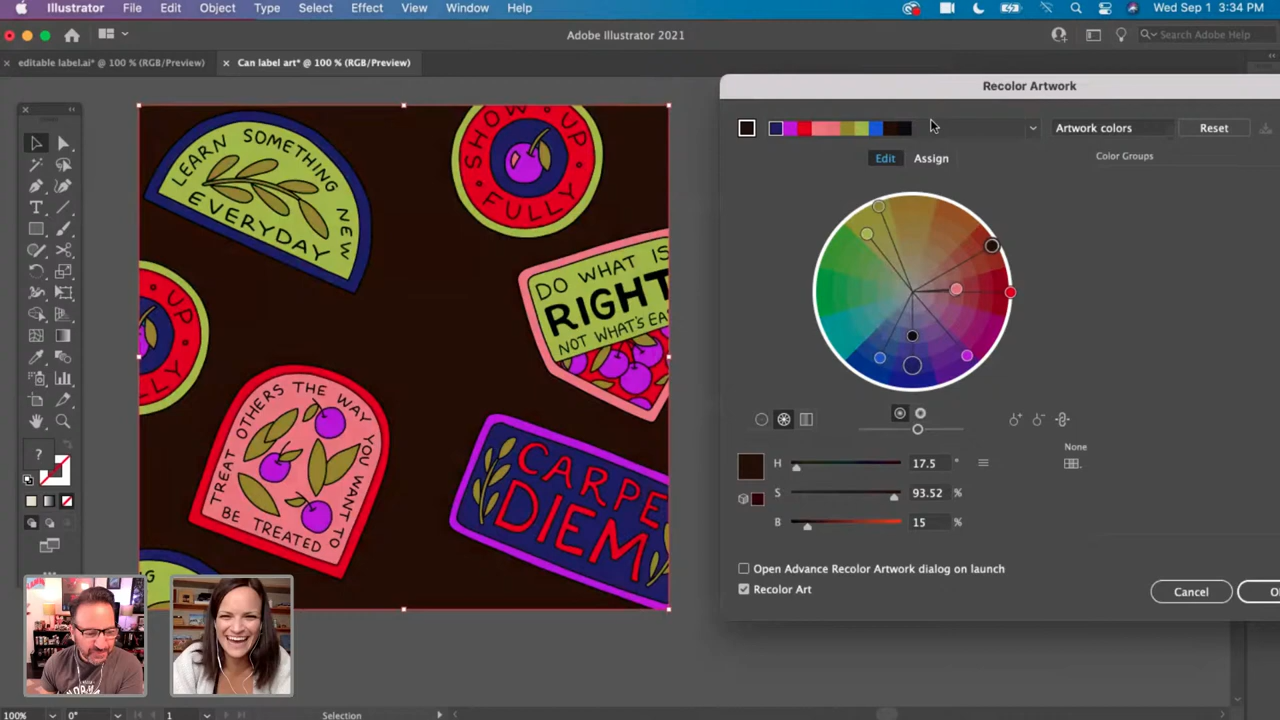 Illustrator File Edit Object Type Select Effect View Window Help
Wed Sep 1 3:34 PM
Adobe Illustrator 2021
Search Adobe Help
editable label.ai* @ 100 % (RGB/Preview)
Can label art* @ 100 % (RGB/Preview)
Recolor Artwork
Artwork colors
Reset
Edit
Assign
Color Groups
None
H 17.5 °
S 93.52 %
B 15 %
Open Advance Recolor Artwork dialog on launch
Recolor Art
Cancel
LEARN SOMETHING
NEW
EVERYDAY
SHOW UP
FULLY
DO WHAT IS
RIGHT
UP
TREAT OTHERS THE WAY
YOU WANT TO
BE TREATED
CARPE
DIEM
?
100%
0°
1
Selection